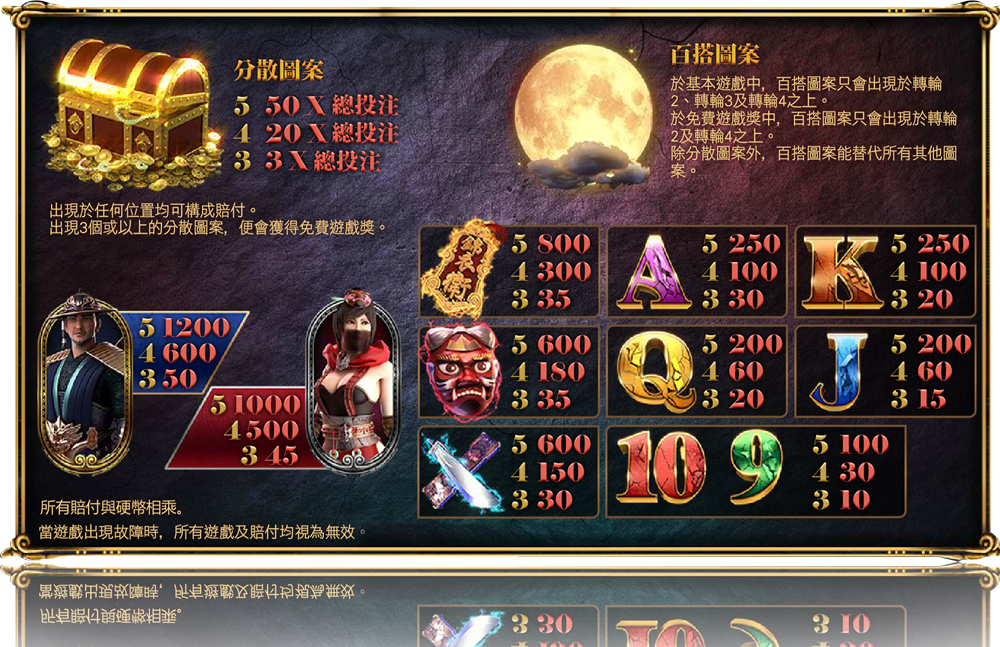 分散圖案
5 50 X 總投注
4 20 X 總投注
3 3 X 總投注
出現於任何位置均可構成賠付。
出現3個或以上的分散圖案，便會獲得免費遊戲獎。
百搭圖案
於基本遊戲中，百搭圖案只會出現於轉輪
2、轉輪3及轉輪4之上。
於免費遊戲獎中，百搭圖案只會出現於轉輪
2及轉輪4之上。
除分散圖案外，百搭圖案能替代所有其他圖
案。
5 1200
4 600
3 50
5 1000
4 500
3 45
錦衣衛
5 800
4 300
3 35
A
5 250
4 100
3 30
K
5 250
4 100
3 20
5 600
4 180
3 35
Q
5 200
4 60
3 20
J
5 200
4 60
3 15
5 600
4 150
3 30
10 9
5 100
4 30
3 10
所有賠付與硬幣相乘。
當遊戲出現故障時，所有遊戲及賠付均視為無效。